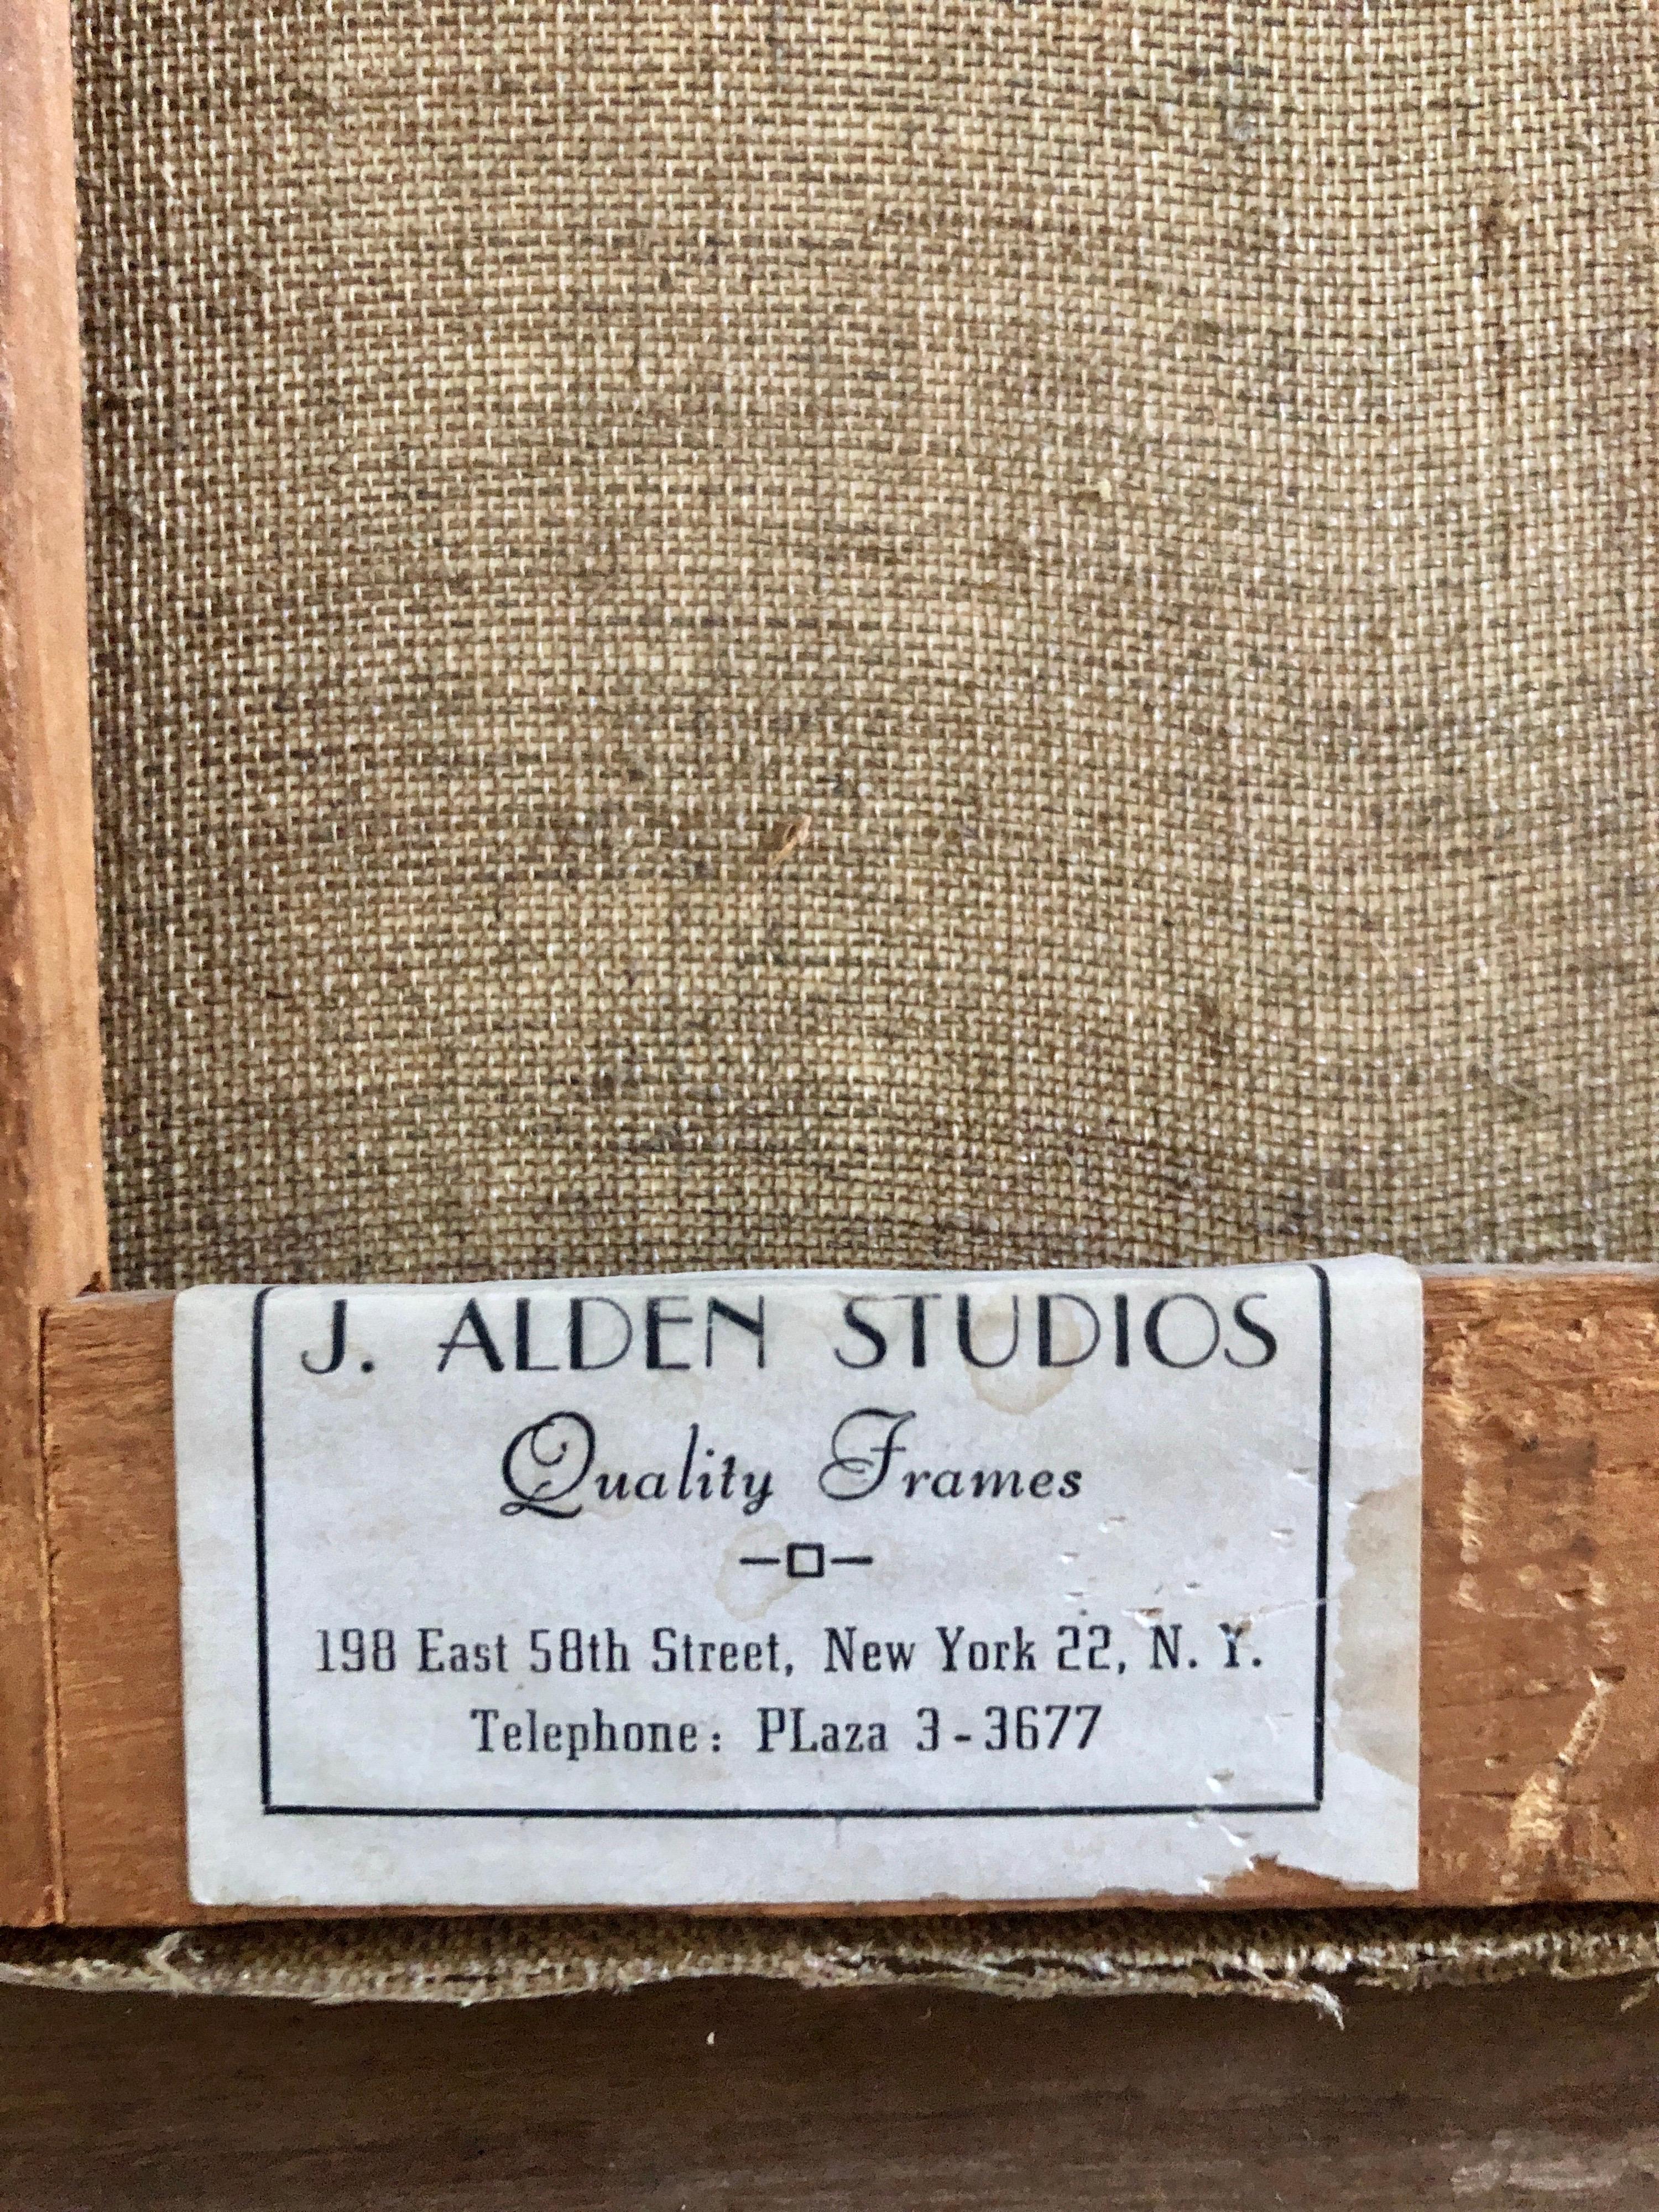 J. ALDEN STUDIOS
Quality Frames
198 East 58th Street, New York 22, N. Y.
Telephone: PLaza 3-3677